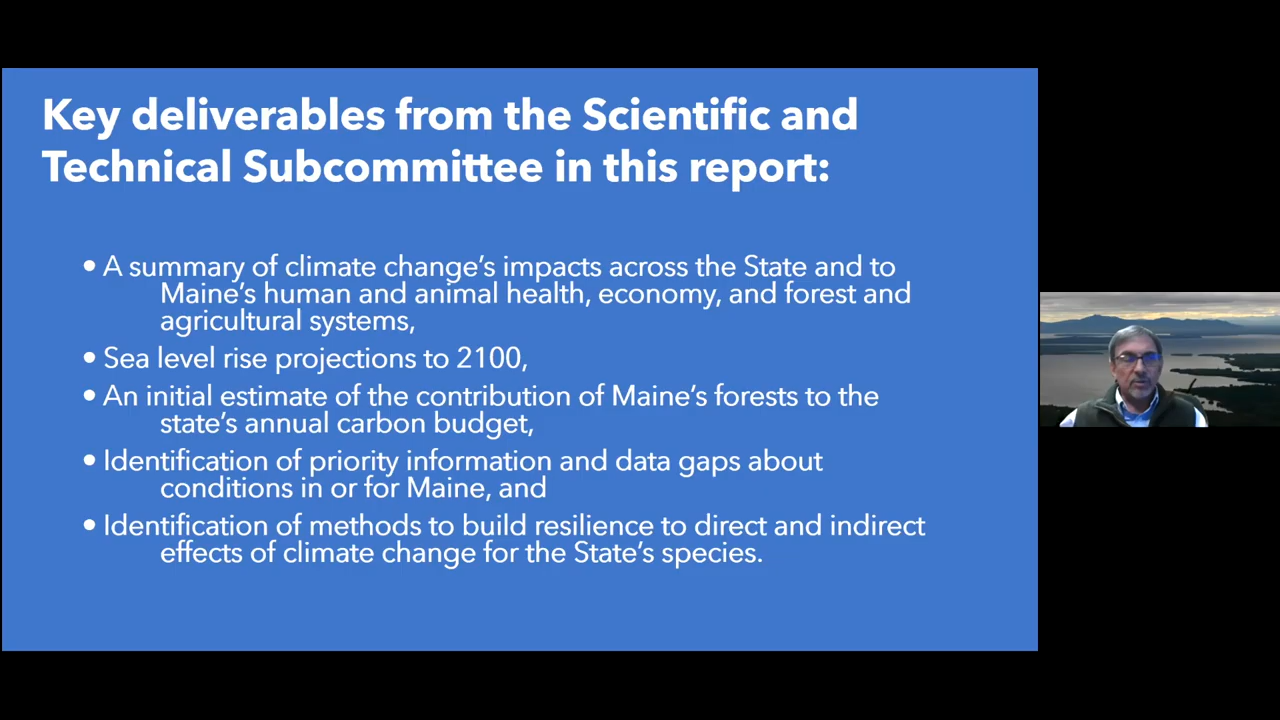 Key deliverables from the Scientific and
Technical Subcommittee in this report:
• A summary of climate change’s impacts across the State and to
Maine’s human and animal health, economy, and forest and
agricultural systems,
• Sea level rise projections to 2100,
• An initial estimate of the contribution of Maine’s forests to the
state’s annual carbon budget,
• Identification of priority information and data gaps about
conditions in or for Maine, and
• Identification of methods to build resilience to direct and indirect
effects of climate change for the State’s species.